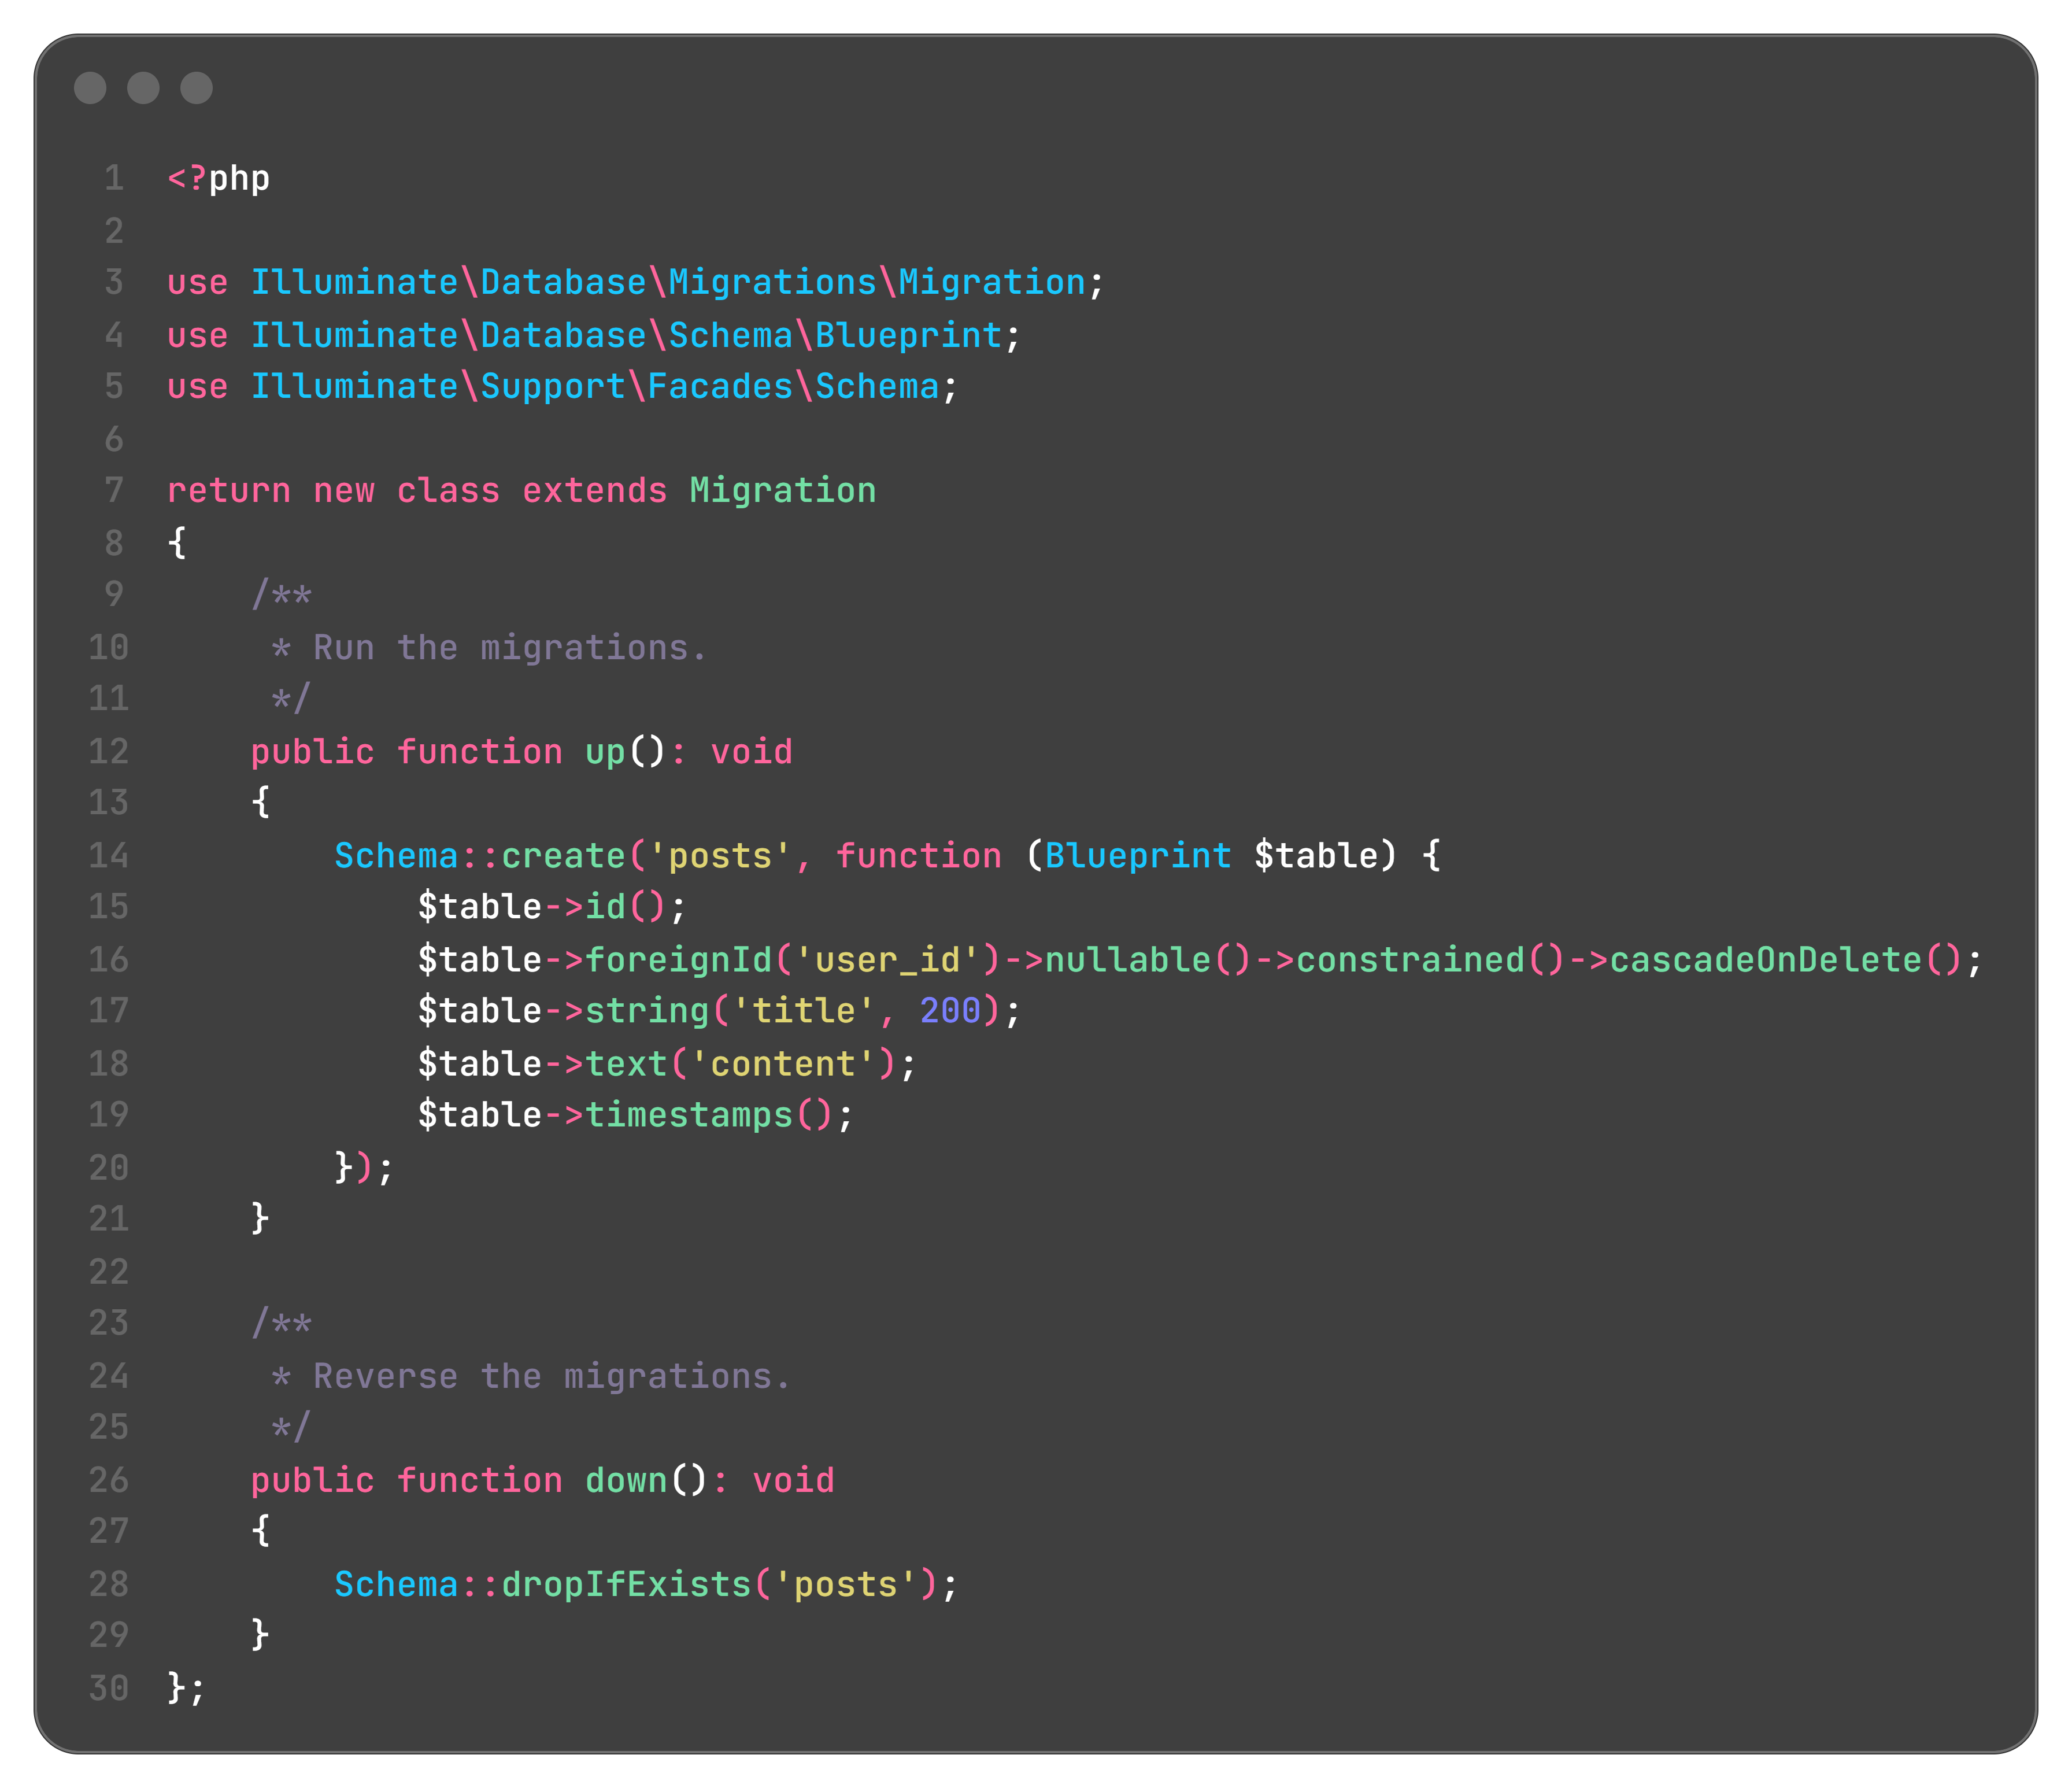 1 <?php
2
3 use Illuminate\Database\Migrations\Migration;
4 use Illuminate\Database\Schema\Blueprint;
5 use Illuminate\Support\Facades\Schema;
6
7 return new class extends Migration
8 {
9     /**
10      * Run the migrations.
11      */
12     public function up(): void
13     {
14         Schema::create('posts', function (Blueprint $table) {
15             $table->id();
16             $table->foreignId('user_id')->nullable()->constrained()->cascadeOnDelete();
17             $table->string('title', 200);
18             $table->text('content');
19             $table->timestamps();
20         });
21     }
22
23     /**
24      * Reverse the migrations.
25      */
26     public function down(): void
27     {
28         Schema::dropIfExists('posts');
29     }
30 };